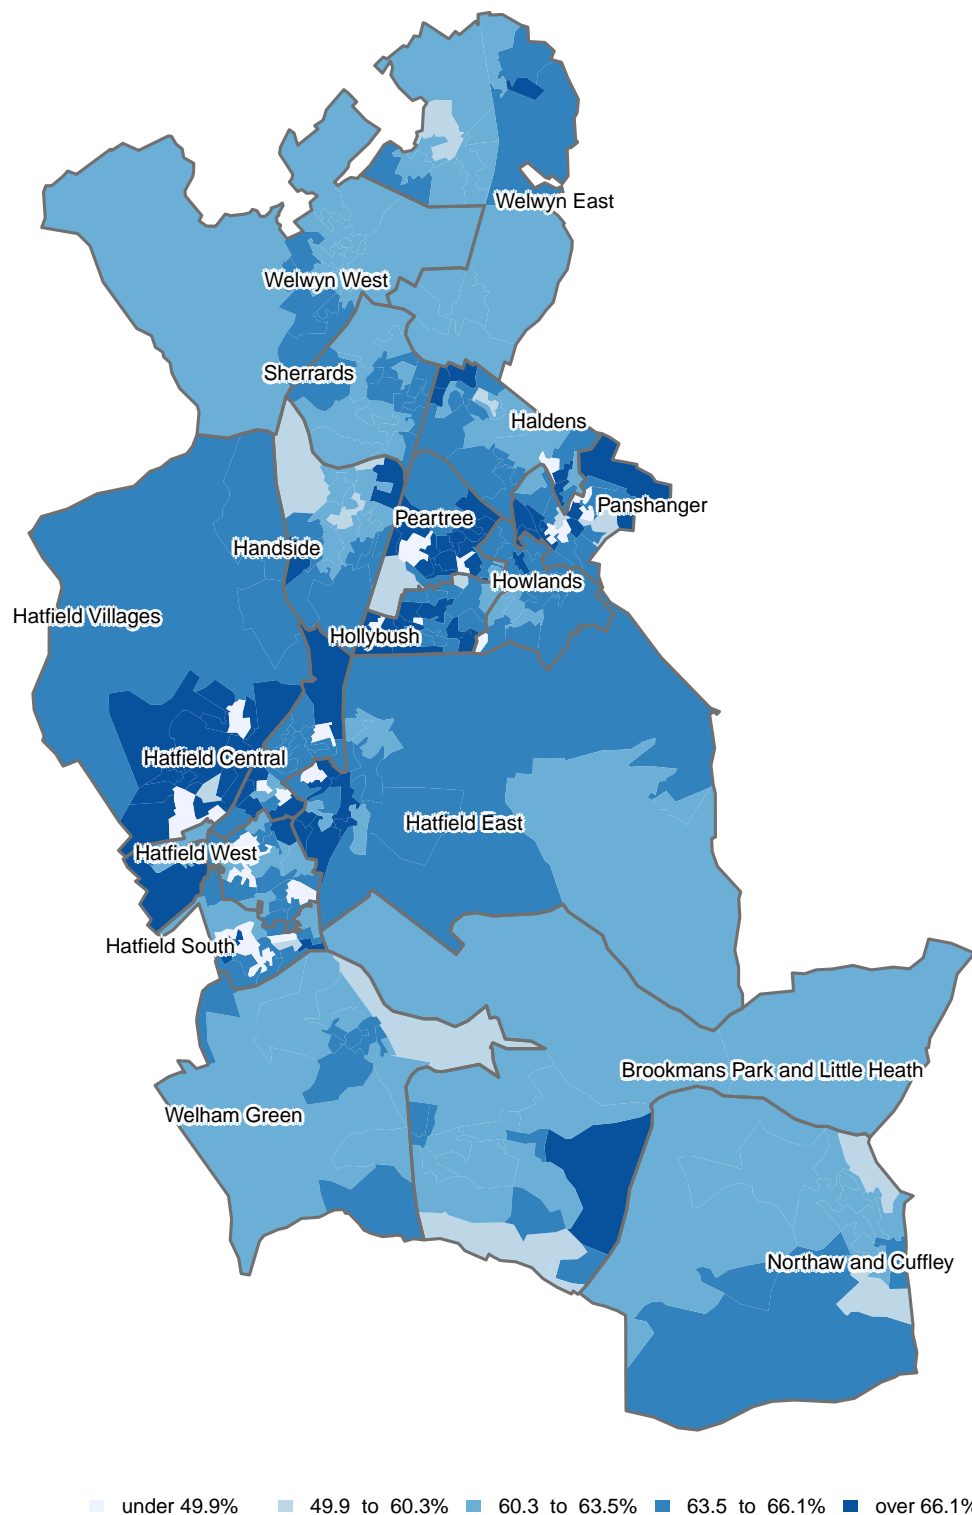 Welwyn East
Welwyn West
Sherrards
Haldens
Panshanger
Peartree
Handside
Howlands
Hatfield Villages
Hollybush
Hatfield Central
Hatfield East
Hatfield West
Hatfield South
Brookmans Park and Little Heath
Welham Green
Northaw and Cuffley
under 49.9% 49.9 to 60.3% 60.3 to 63.5% 63.5 to 66.1% over 66.1%